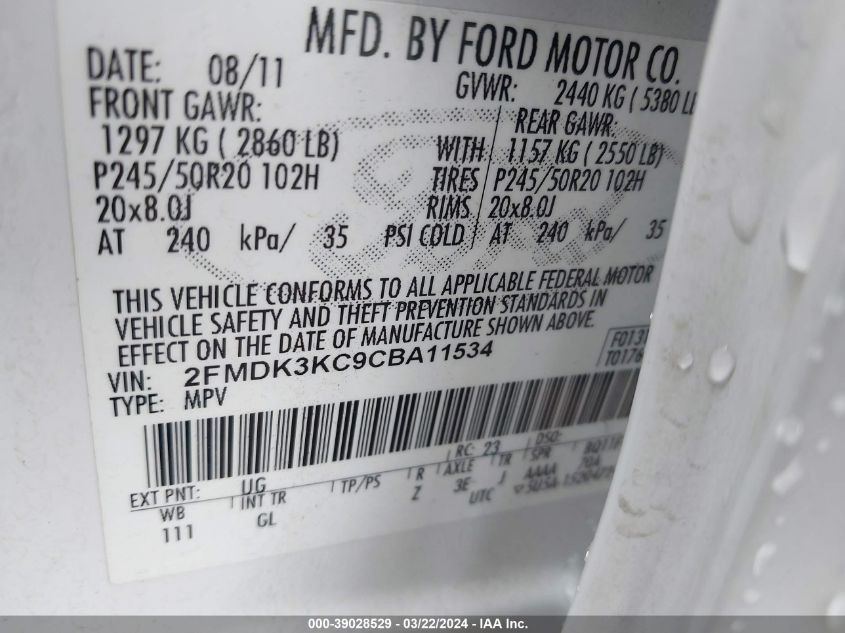 MFD. BY FORD MOTOR CO.
DATE: 08/11 GVWR: 2440 KG ( 5380
FRONT GAWR: REAR GAWR:
1297 KG ( 2860 LB) WITH 1157 KG ( 2550 LB)
P245/50R20 102H TIRES P245/50R20 102H
20x8.0J RIMS 20x8.0J
AT 240 kPa/ 35 PSI COLD AT 240 kPa/ 35
THIS VEHICLE CONFORMS TO ALL APPLICABLE FEDERAL MOTOR
VEHICLE SAFETY AND THEFT PREVENTION STANDARDS IN
EFFECT ON THE DATE OF MANUFACTURE SHOWN ABOVE.
VIN: 2FMDK3KC9CBA11534
TYPE: MPV
EXT PNT: UG RC: 23 DSO:
WB INT TR TP/PS R AXLE TR SPR
111 GL Z 3E J AAAA
UTC
000-39028529 - 03/22/2024 - IAA Inc.